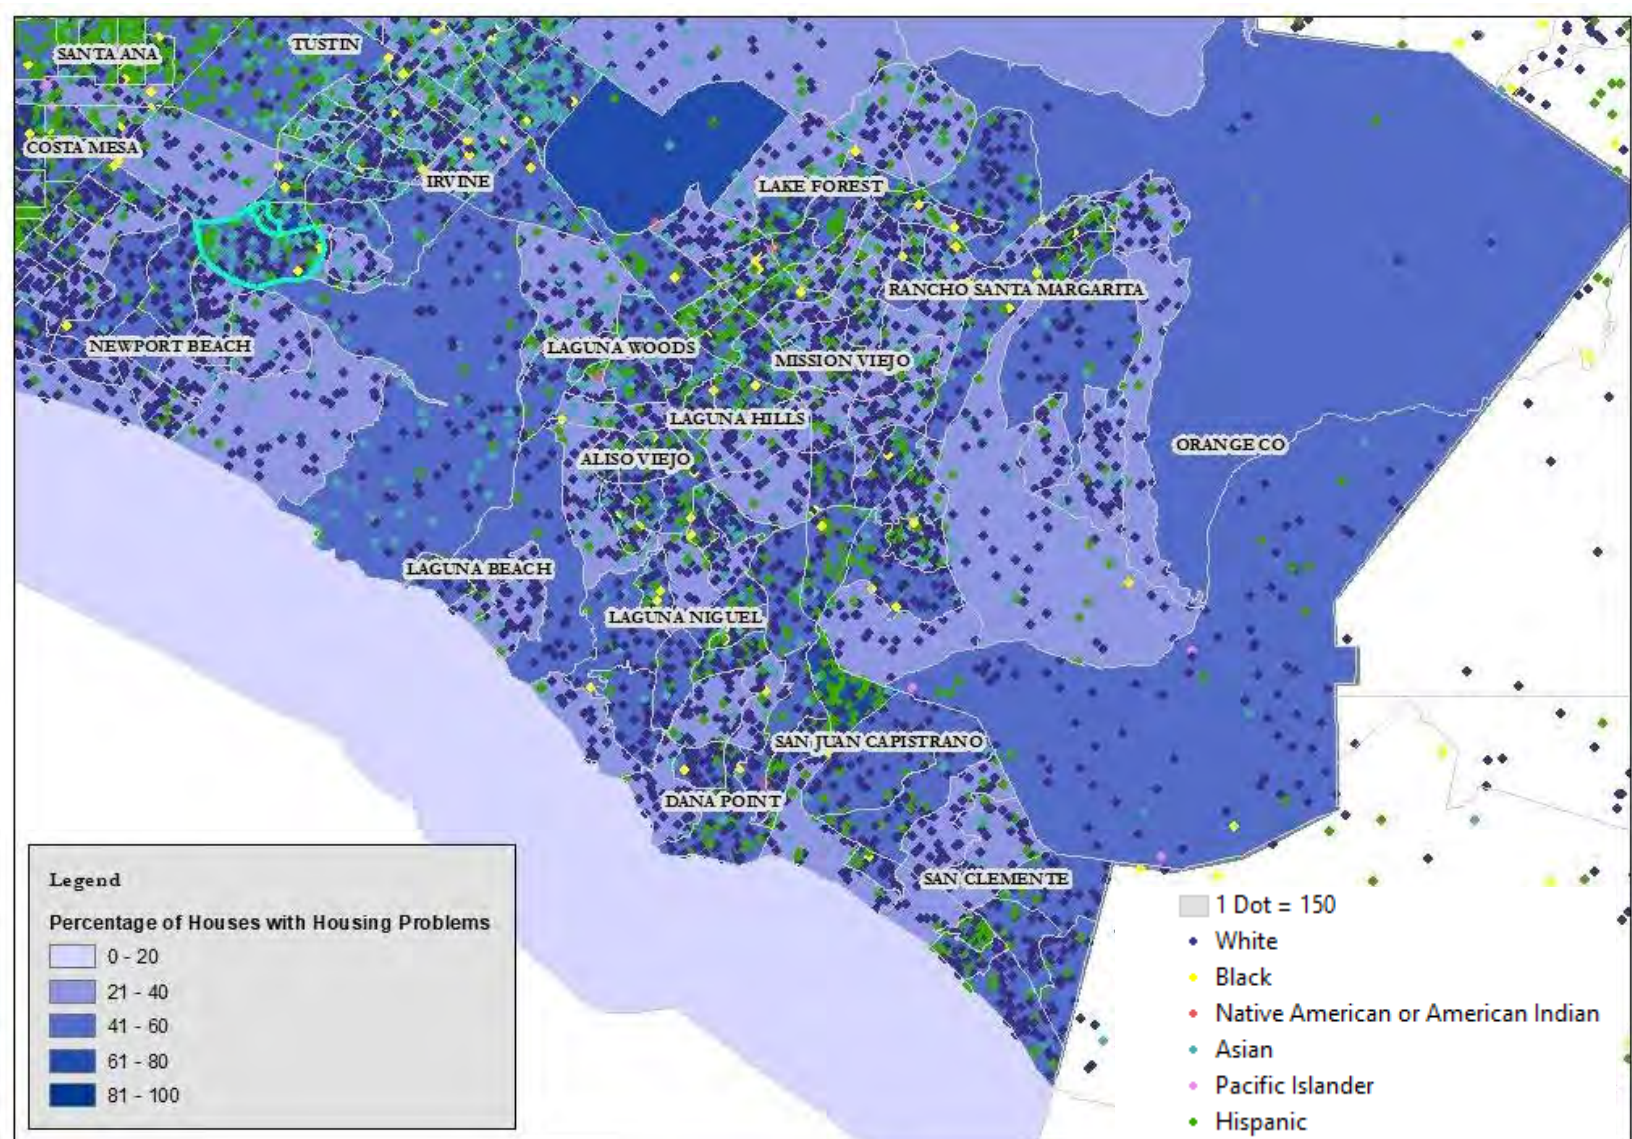 SANTA ANA
TUSTIN
COSTA MESA
IRVINE
LAKE FOREST
RANCHO SANTA MARGARITA
NEWPORT BEACH
LAGUNA WOODS
MISSION VIEJO
LAGUNA HILLS
ORANGE CO
ALISO VIEJO
LAGUNA BEACH
LAGUNA NIGUEL
SAN JUAN CAPISTRANO
DANA POINT
SAN CLEMENTE
Legend
Percentage of Houses with Housing Problems
0 - 20
21 - 40
41 - 60
61 - 80
81 - 100
1 Dot = 150
White
Black
Native American or American Indian
Asian
Pacific Islander
Hispanic